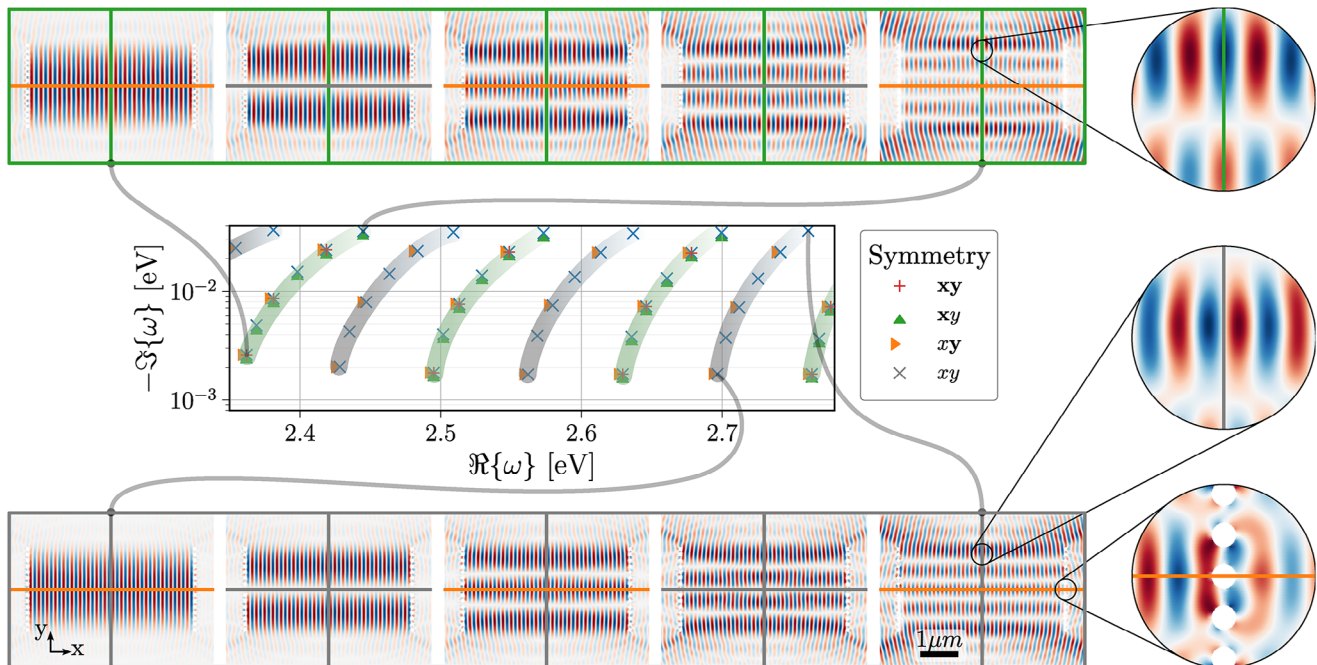 −ℑ{ω} [eV]
10⁻²
10⁻³
2.4 2.5 2.6 2.7
ℜ{ω} [eV]
Symmetry
xy
xy
xy
xy
y
x
1μm